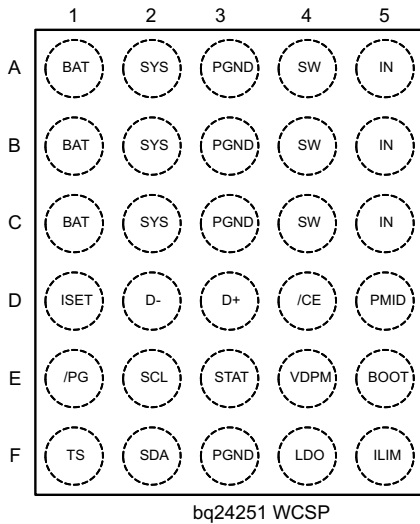 1 2 3 4 5
A BAT SYS PGND SW IN
B BAT SYS PGND SW IN
C BAT SYS PGND SW IN
D ISET D- D+ /CE PMID
E /PG SCL STAT VDPM BOOT
F TS SDA PGND LDO ILIM
bq24251 WCSP